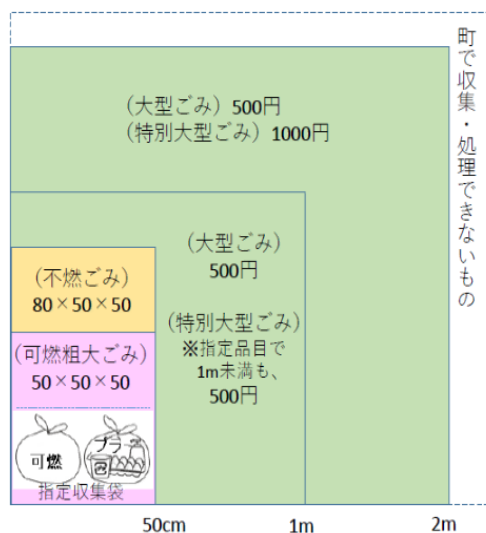 町で収集・処理できないもの
(大型ごみ) 500円
(特別大型ごみ) 1000円
(大型ごみ)
500円
(特別大型ごみ)
※指定品目で
1m未満も、
500円
(不燃ごみ)
80×50×50
(可燃粗大ごみ)
50×50×50
可燃
プラ
指定収集袋
50cm
1m
2m